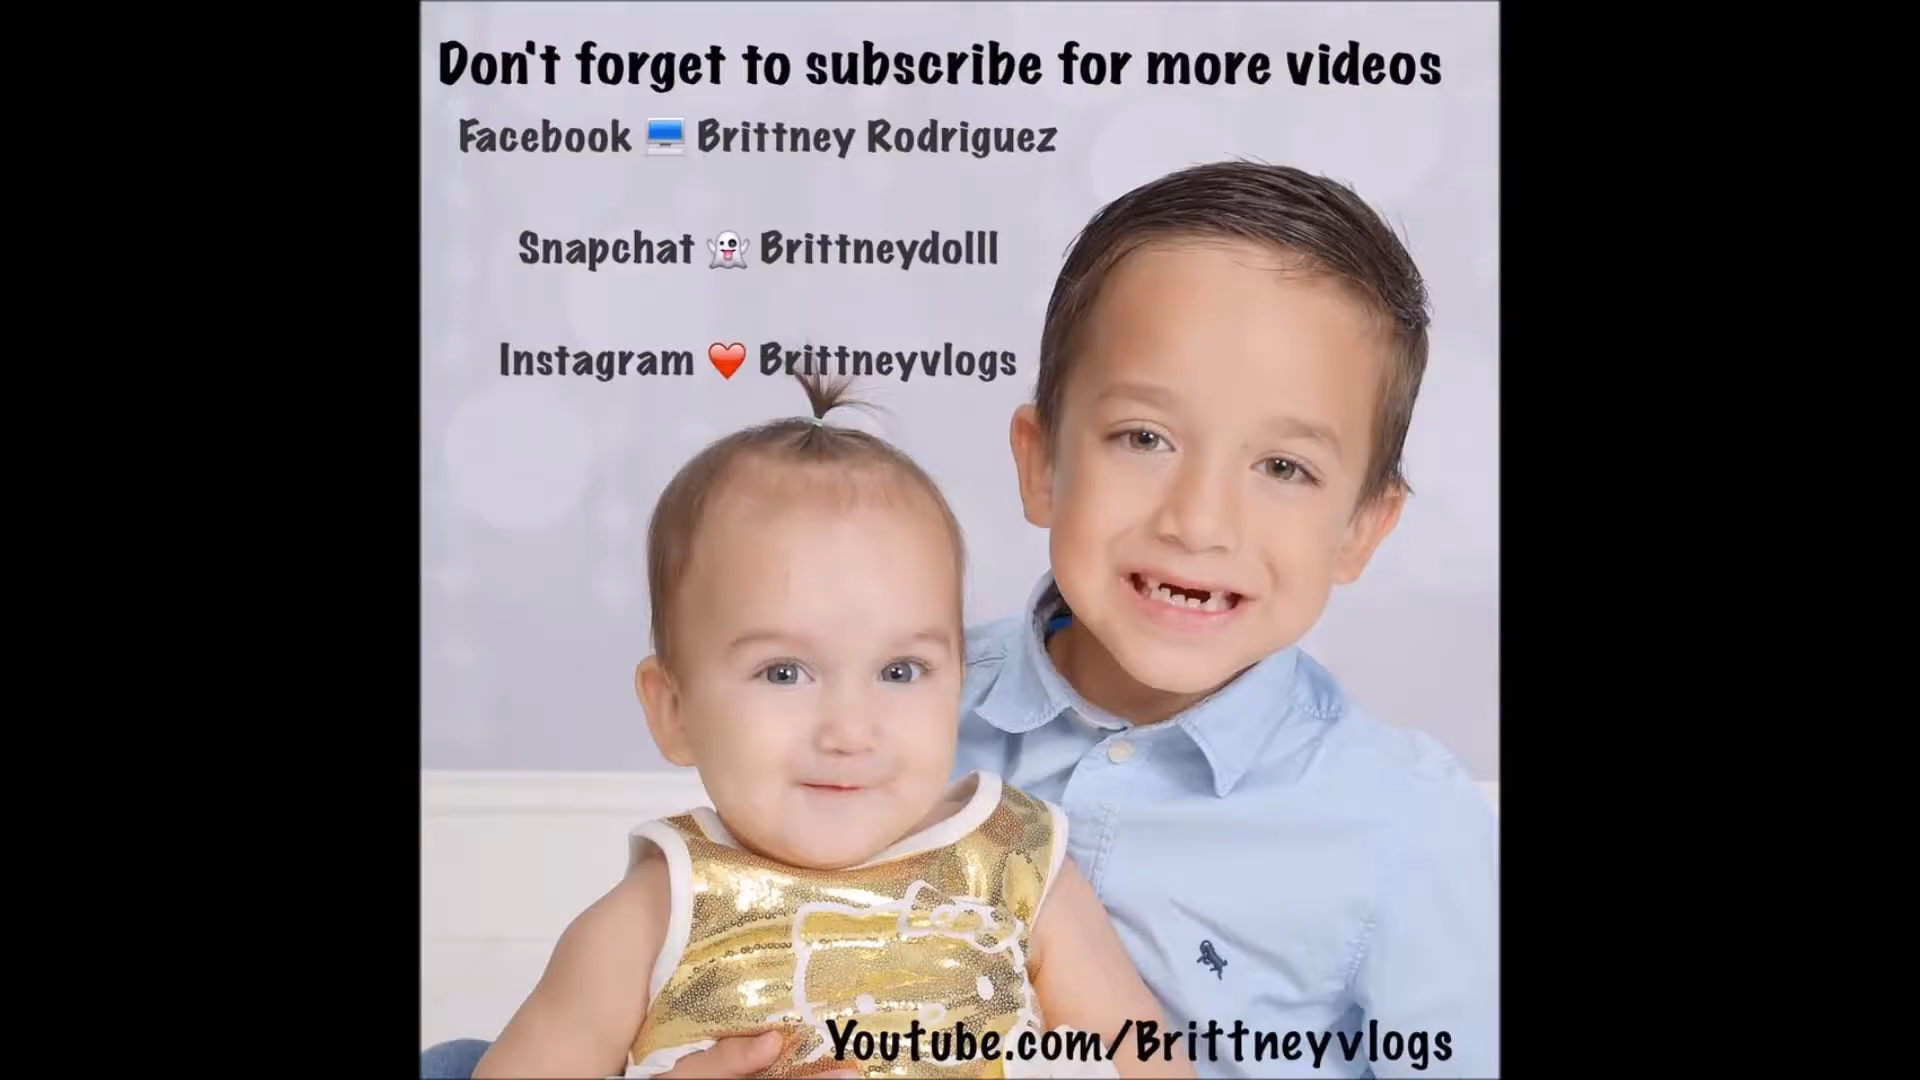 Don't forget to subscribe for more videos
Facebook 💻 Brittney Rodriguez
Snapchat 👻 Brittneydolll
Instagram ❤️ Brittneyvlogs
Youtube.com/Brittneyvlogs